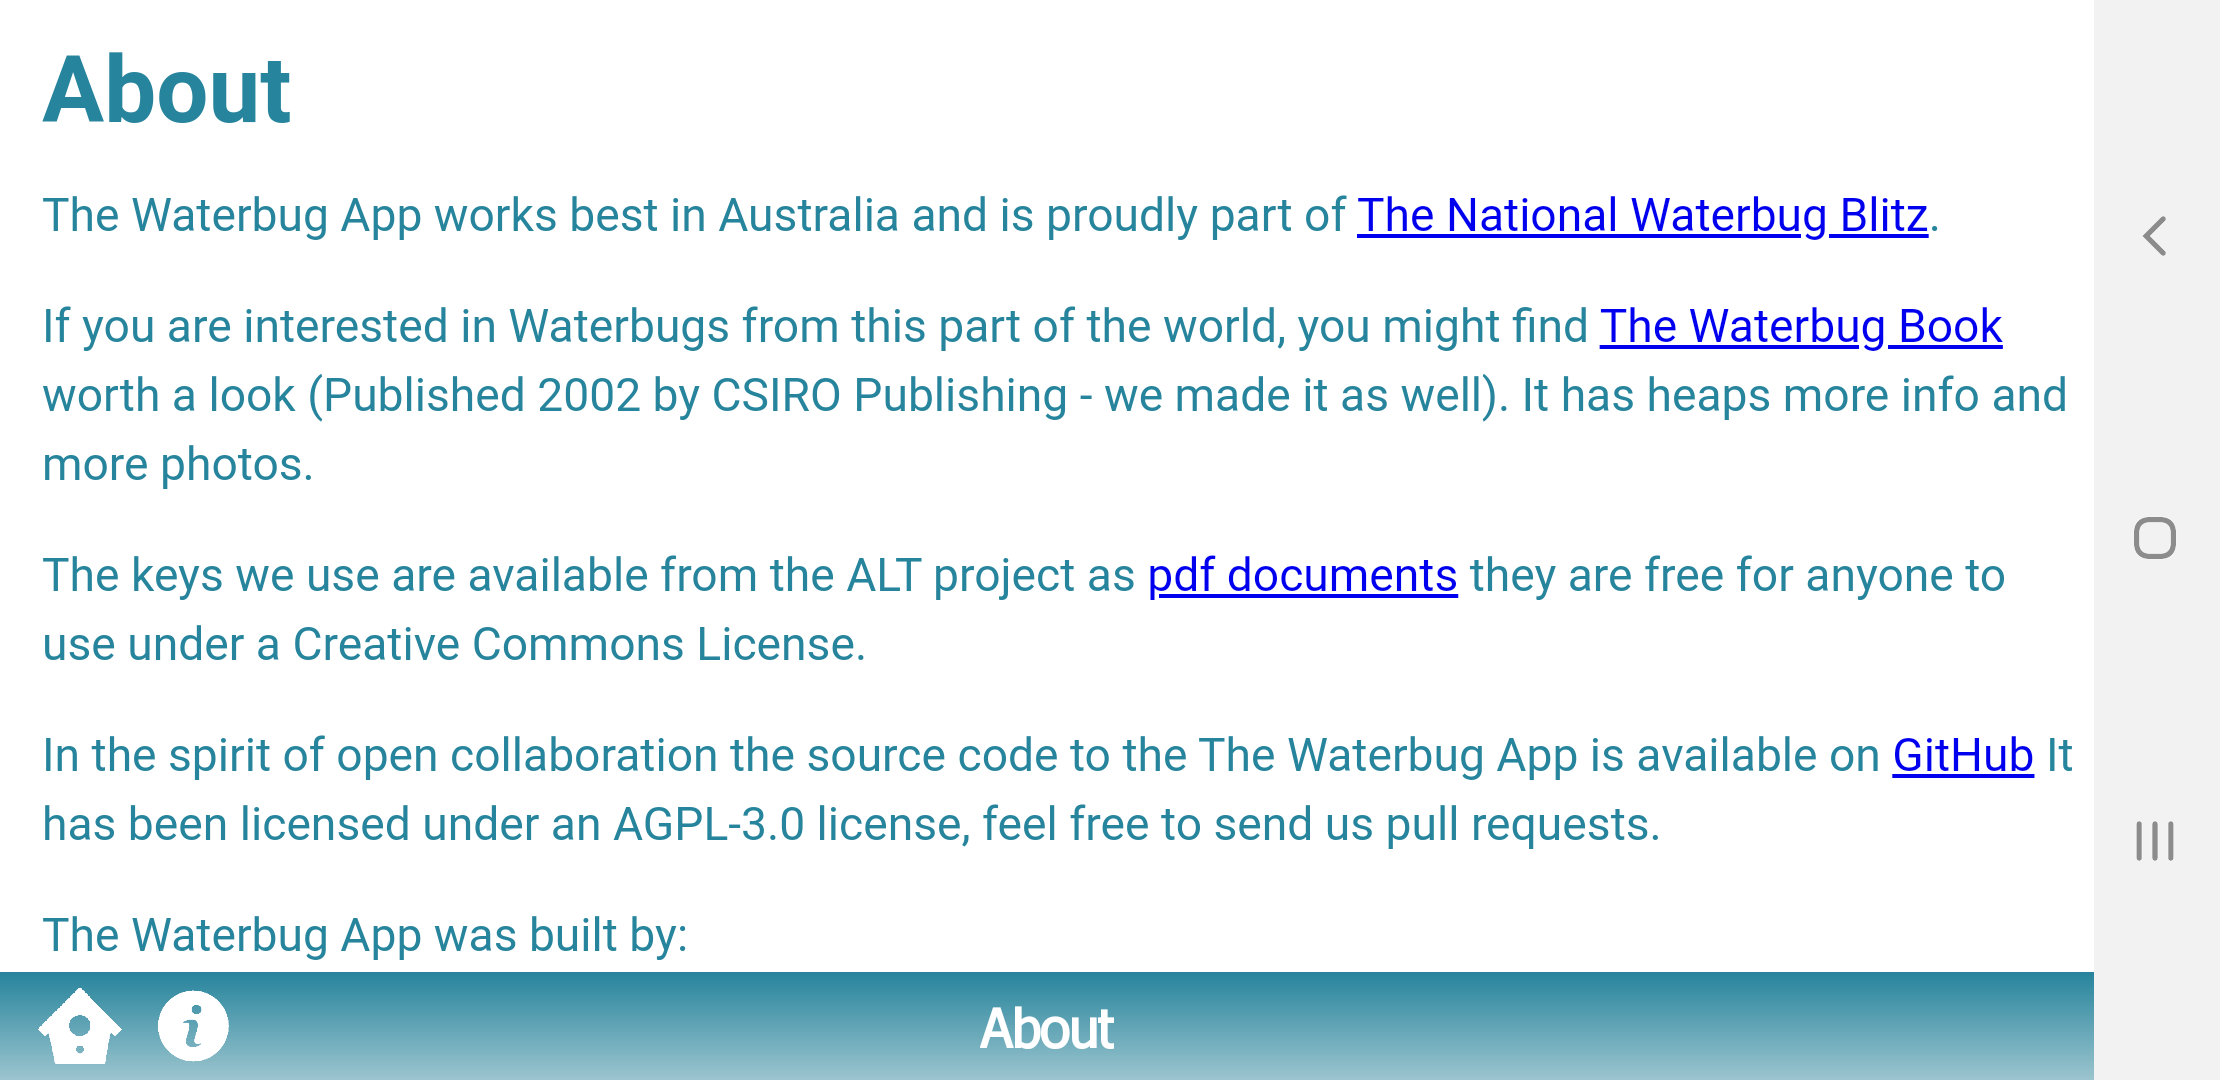 About
The Waterbug App works best in Australia and is proudly part of The National Waterbug Blitz.
If you are interested in Waterbugs from this part of the world, you might find The Waterbug Book
worth a look (Published 2002 by CSIRO Publishing - we made it as well). It has heaps more info and
more photos.
The keys we use are available from the ALT project as pdf documents they are free for anyone to
use under a Creative Commons License.
In the spirit of open collaboration the source code to the The Waterbug App is available on GitHub It
has been licensed under an AGPL-3.0 license, feel free to send us pull requests.
The Waterbug App was built by:
About